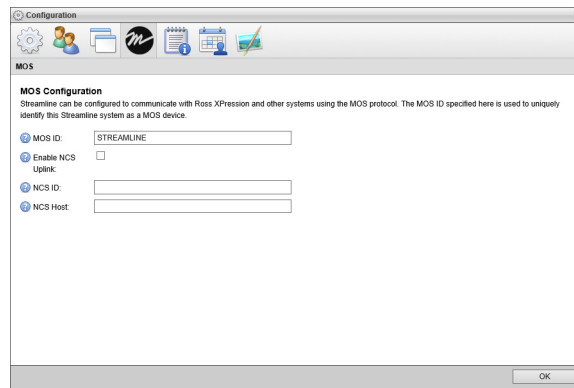 Configuration
MOS
MOS Configuration
Streamline can be configured to communicate with Ross XPression and other systems using the MOS protocol. The MOS ID specified here is used to uniquely
identify this Streamline system as a MOS device.
MOS ID: STREAMLINE
Enable NCS
Uplink:
NCS ID:
NCS Host:
OK